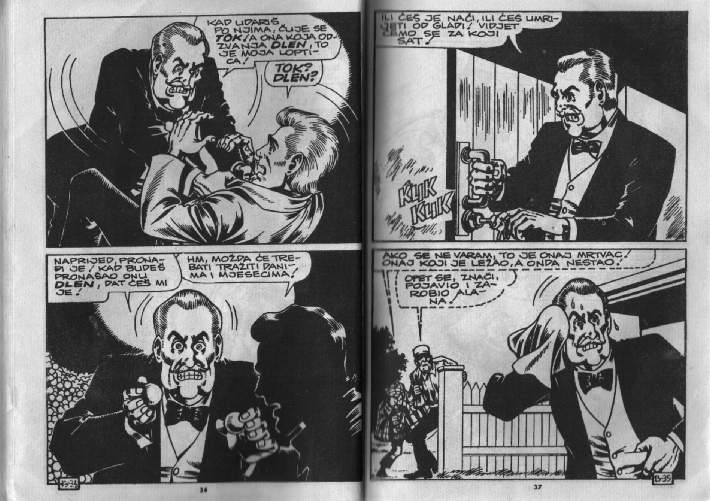 KAD UDARIŠ
PO NJIMA, ČUJE SE
TOK! A ONA KOJA OD-
ZVANJA DLEN, TO
JE MOJA LOPTI-
CA!
TOK?
DLEN?
NAPRIJED, PRONA-
ĐI JE! KAD BUDEŠ
PRONAŠAO ONU
DLEN, DAT ĆEŠ MI
JE!
HM, MOŽDA ĆE TRE-
BATI TRAŽITI DANI-
MA I MJESECIMA!
36
ILI ĆEŠ JE NAĆI, ILI ĆEŠ UMRI-
JETI OD GLADI! VIDJET
ĆEMO SE ZA KOJI
SAT!
KLIK
KLIK
AKO SE NE VARAM, TO JE ONAJ MRTVAC!
ONAJ KOJI JE LEŽAO, A ONDA NESTAO!
OPET SE, ZNAČI,
POJAVIO I ZA-
ROBIO ALA-
NA!
37
B-35